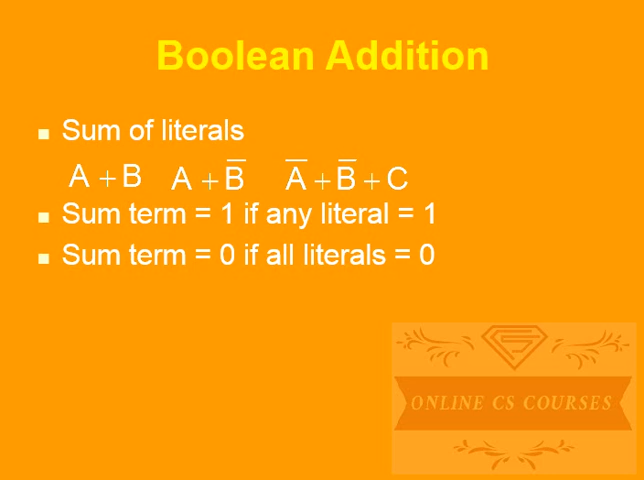 Boolean Addition
Sum of literals
A + B A + B̅ A̅ + B̅ + C
Sum term = 1 if any literal = 1
Sum term = 0 if all literals = 0
ONLINE CS COURSES